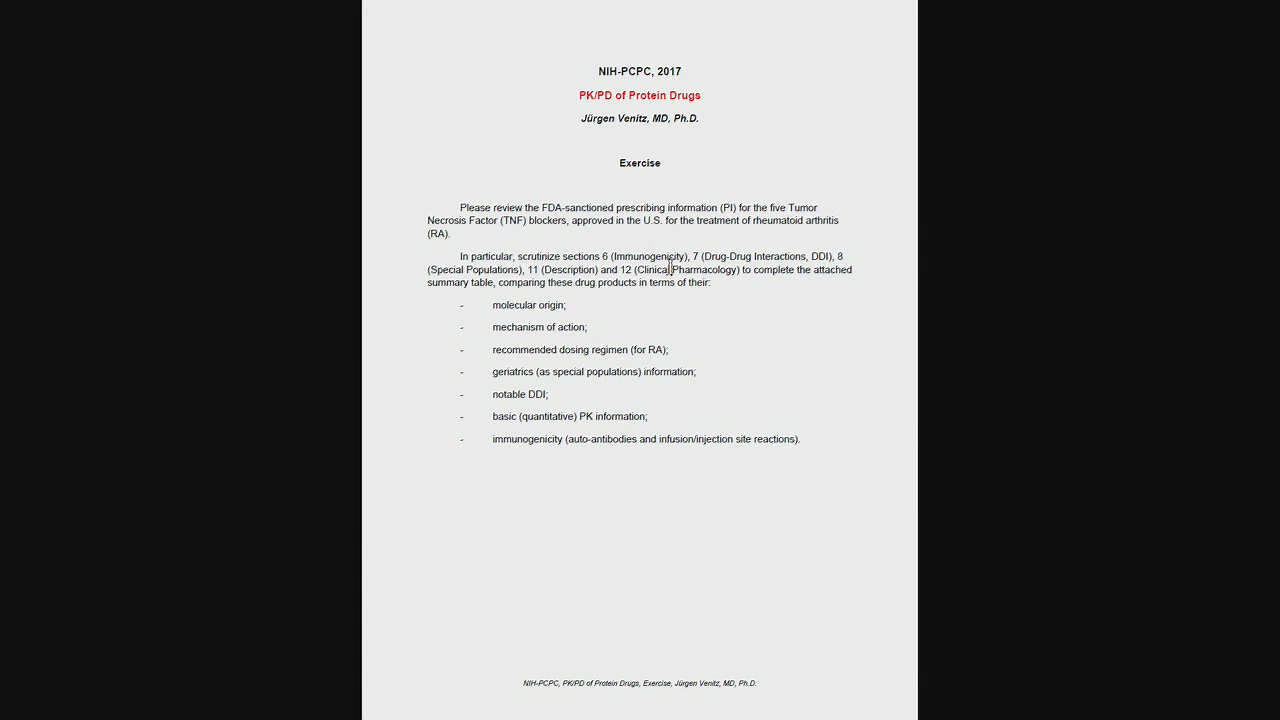 NIH-PCPC, 2017
PK/PD of Protein Drugs
Jürgen Venitz, MD, Ph.D.
Exercise
Please review the FDA-sanctioned prescribing information (PI) for the five Tumor
Necrosis Factor (TNF) blockers, approved in the U.S. for the treatment of rheumatoid arthritis
(RA).
In particular, scrutinize sections 6 (Immunogenicity), 7 (Drug-Drug Interactions, DDI), 8
(Special Populations), 11 (Description) and 12 (Clinical Pharmacology) to complete the attached
summary table, comparing these drug products in terms of their:
- molecular origin;
- mechanism of action;
- recommended dosing regimen (for RA);
- geriatrics (as special populations) information;
- notable DDI;
- basic (quantitative) PK information;
- immunogenicity (auto-antibodies and infusion/injection site reactions).
NIH-PCPC, PK/PD of Protein Drugs, Exercise, Jürgen Venitz, MD, Ph.D.